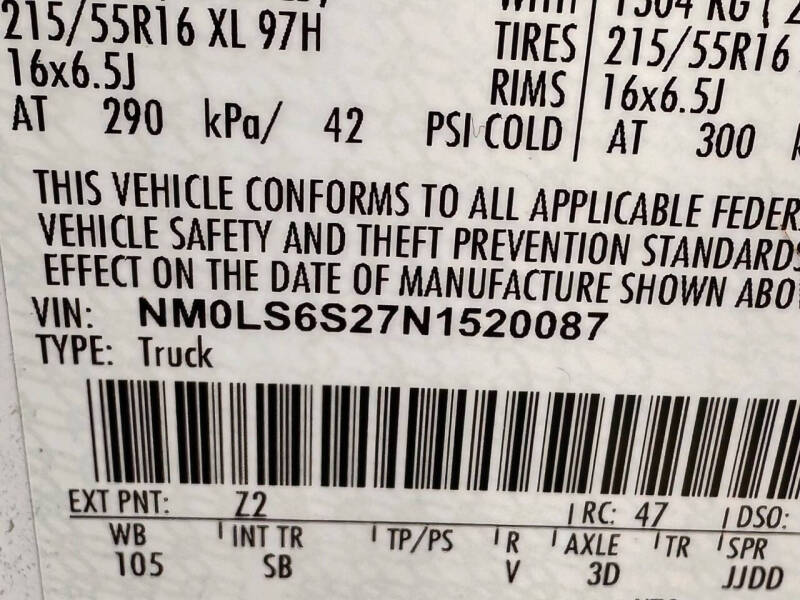 WITH 1304 KG (
215/55R16 XL 97H TIRES 215/55R16
16x6.5J RIMS 16x6.5J
AT 290 kPa/ 42 PSI COLD AT 300
THIS VEHICLE CONFORMS TO ALL APPLICABLE FEDER
VEHICLE SAFETY AND THEFT PREVENTION STANDARDS
EFFECT ON THE DATE OF MANUFACTURE SHOWN ABO
VIN: NM0LS6S27N1520087
TYPE: Truck
EXT PNT: Z2 RC: 47 DSO:
WB INT TR TP/PS R AXLE TR SPR
105 SB V 3D JJDD